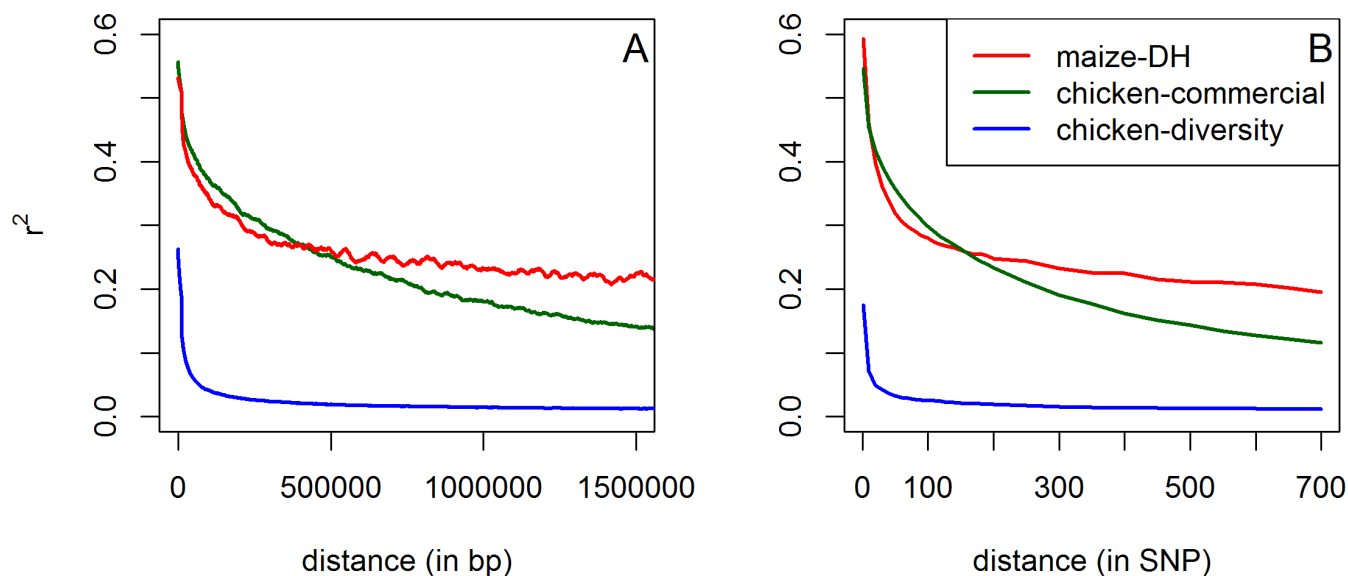 A
r²
0.0
0.2
0.4
0.6
0
500000
1000000
1500000
distance (in bp)
B
maize-DH
chicken-commercial
chicken-diversity
0.0
0.2
0.4
0.6
0
100
300
500
700
distance (in SNP)